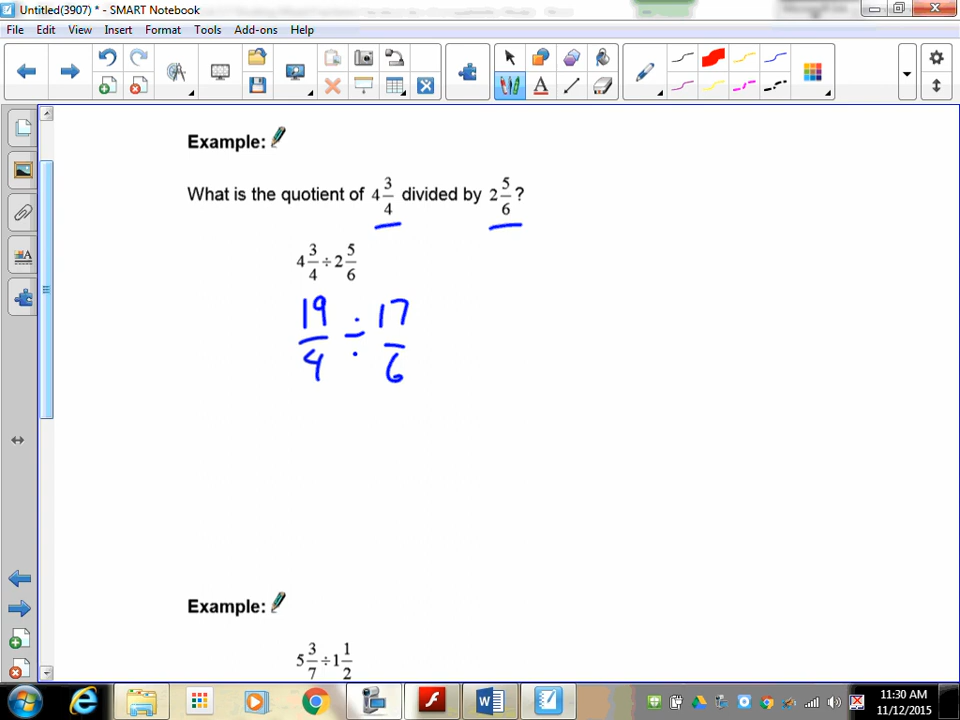 Untitled(3907) * - SMART Notebook
File Edit View Insert Format Tools Add-ons Help
Example:
What is the quotient of 4 3/4 divided by 2 5/6 ?
4 3/4 ÷ 2 5/6
19/4 ÷ 17/6
Example:
5 3/7 ÷ 1 1/2
11:30 AM
11/12/2015